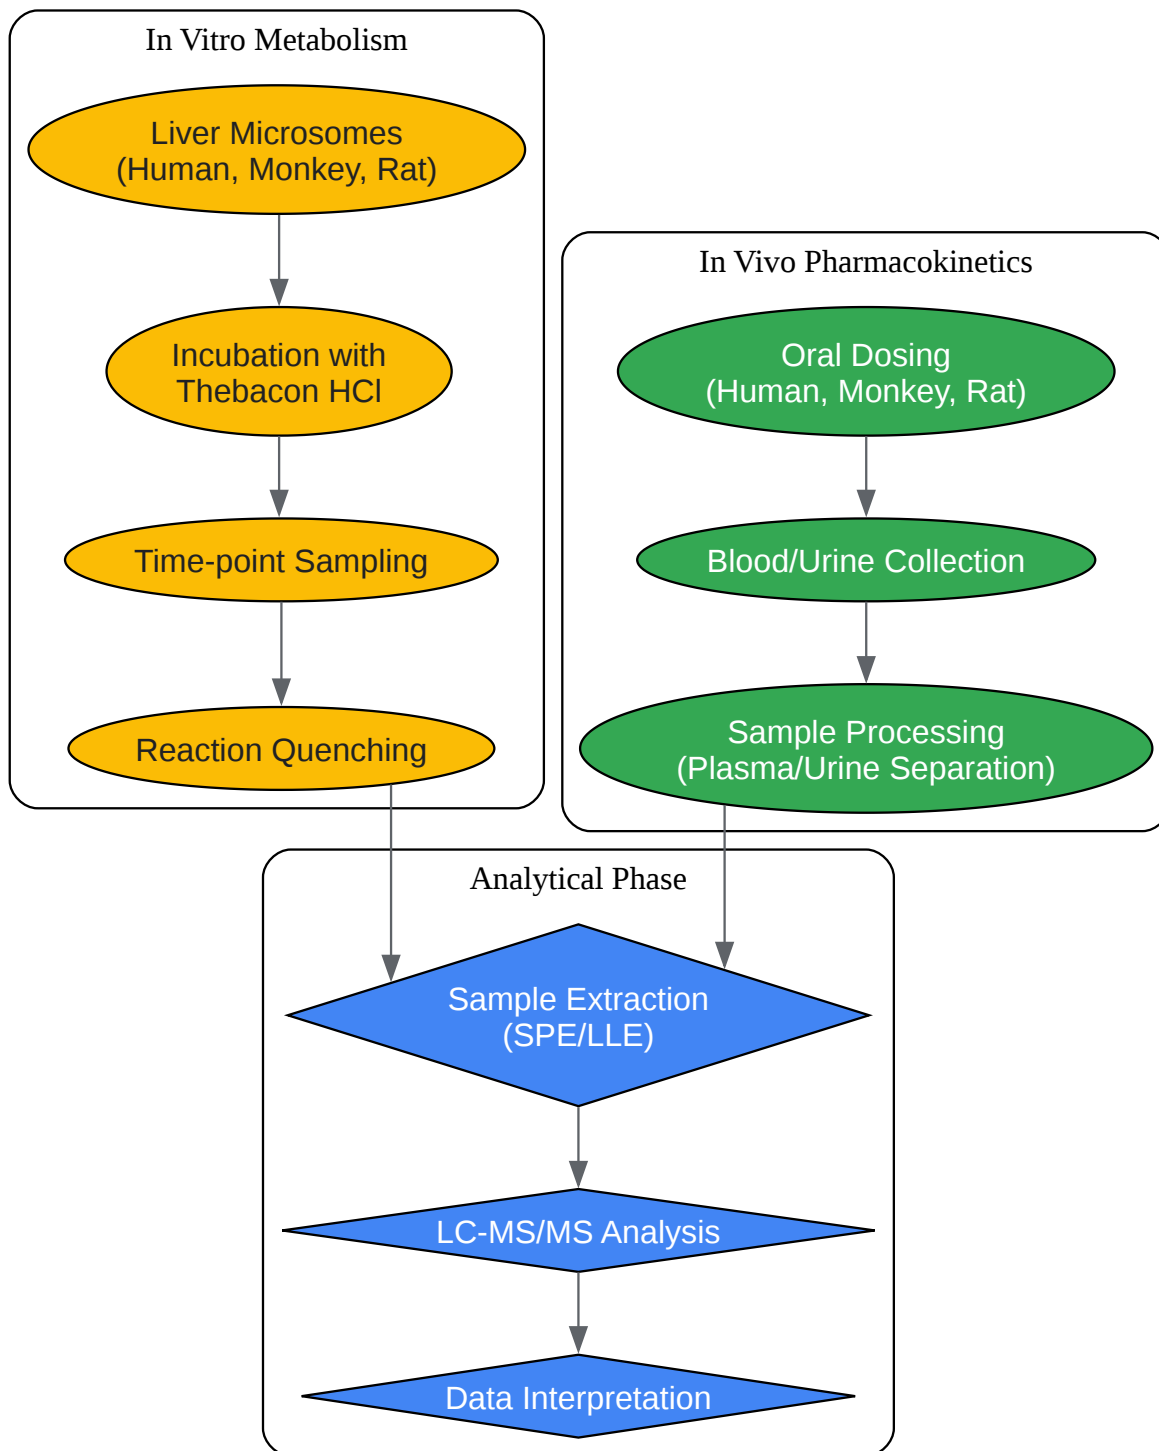 In Vitro Metabolism
Liver Microsomes
(Human, Monkey, Rat)
Incubation with
Thebacon HCl
Time-point Sampling
Reaction Quenching
In Vivo Pharmacokinetics
Oral Dosing
(Human, Monkey, Rat)
Blood/Urine Collection
Sample Processing
(Plasma/Urine Separation)
Analytical Phase
Sample Extraction
(SPE/LLE)
LC-MS/MS Analysis
Data Interpretation